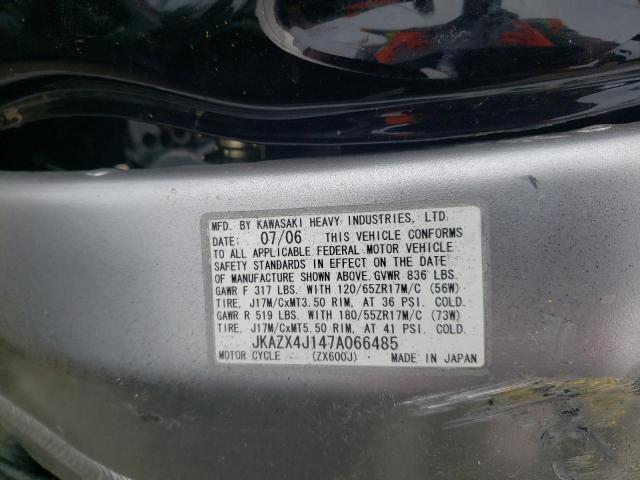 MFD. BY KAWASAKI HEAVY INDUSTRIES, LTD.
DATE: 07/06 THIS VEHICLE CONFORMS
TO ALL APPLICABLE FEDERAL MOTOR VEHICLE
SAFETY STANDARDS IN EFFECT ON THE DATE
OF MANUFACTURE SHOWN ABOVE. GVWR 836 LBS.
GAWR F 317 LBS. WITH 120/65ZR17M/C (56W)
TIRE, J17M/CxMT3.50 RIM, AT 36 PSI. COLD.
GAWR R 519 LBS. WITH 180/55ZR17M/C (73W)
TIRE, J17M/CxMT5.50 RIM, AT 41 PSI. COLD.
JKAZX4J147A066485
MOTOR CYCLE (ZX600J) MADE IN JAPAN